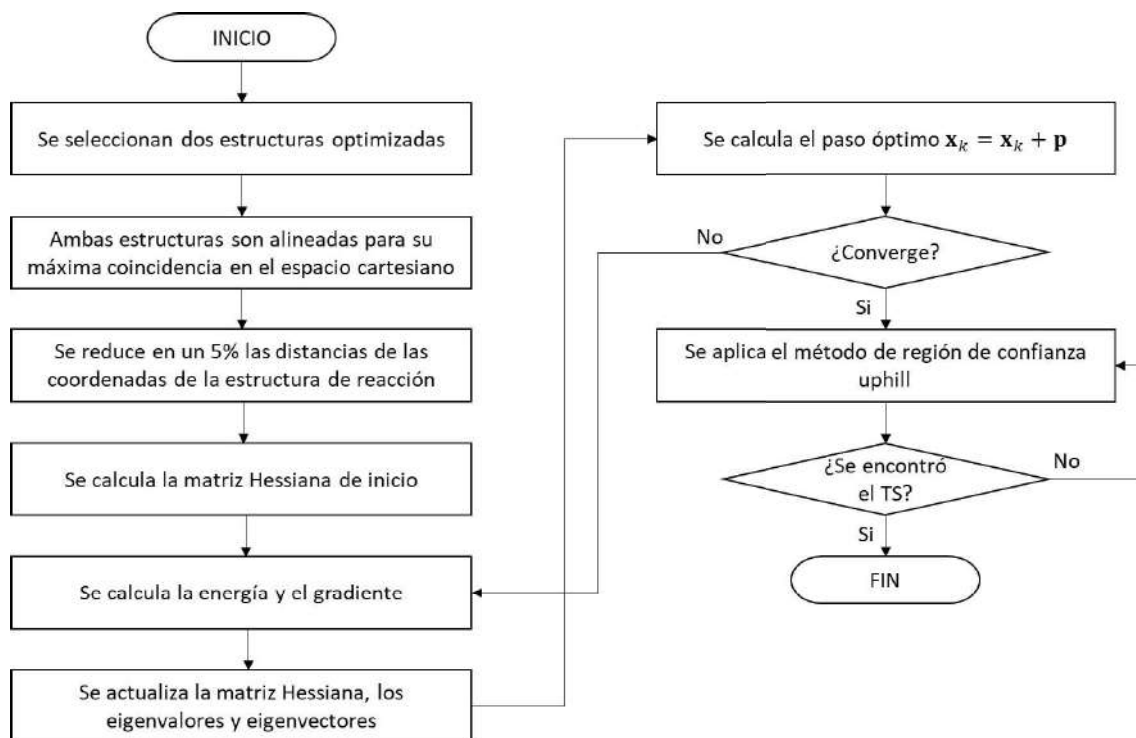 INICIO
Se seleccionan dos estructuras optimizadas
Ambas estructuras son alineadas para su
máxima coincidencia en el espacio cartesiano
Se reduce en un 5% las distancias de las
coordenadas de la estructura de reacción
Se calcula la matriz Hessiana de inicio
Se calcula la energía y el gradiente
Se actualiza la matriz Hessiana, los
eigenvalores y eigenvectores
Se calcula el paso óptimo xₖ = xₖ + p
¿Converge?
No
Si
Se aplica el método de región de confianza
uphill
¿Se encontró
el TS?
No
Si
FIN